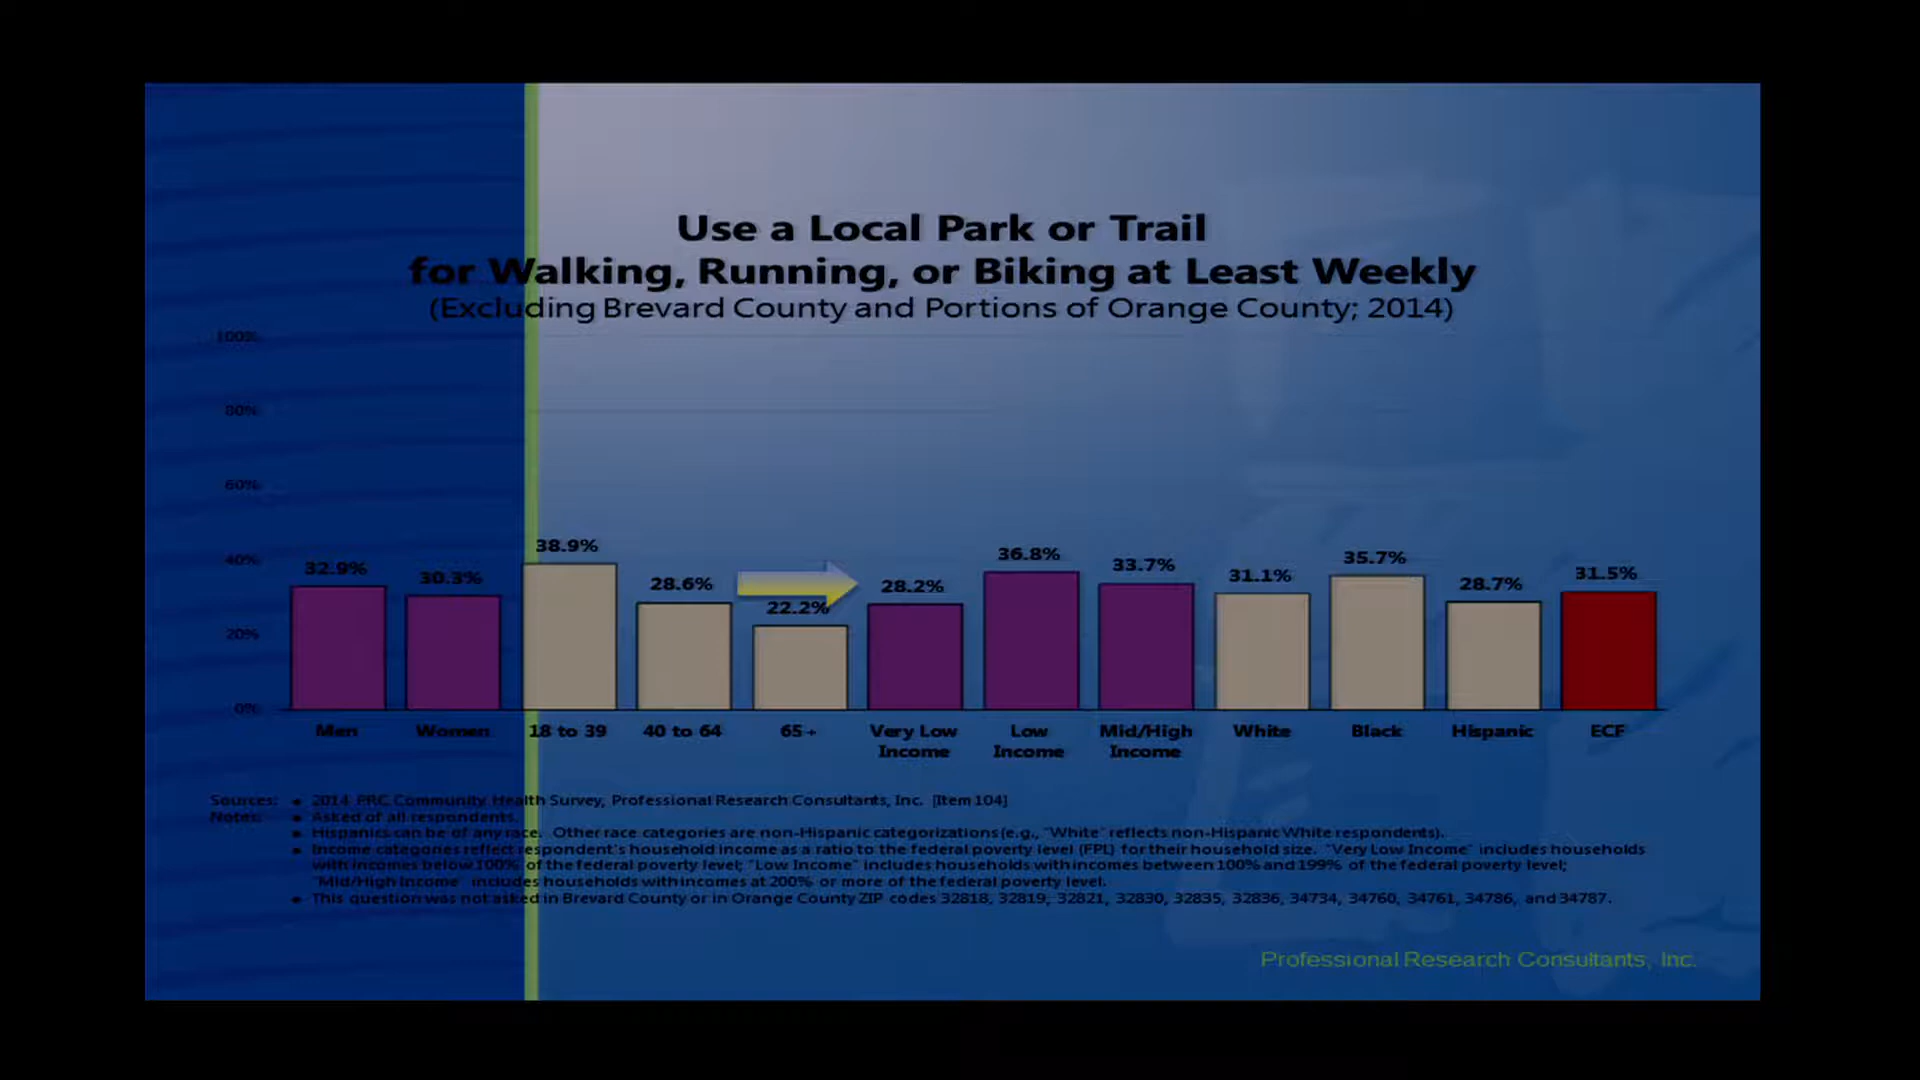 Use a Local Park or Trail
for Walking, Running, or Biking at Least Weekly
(Excluding Brevard County and Portions of Orange County; 2014)
100%
80%
60%
40%
20%
0%
32.9%
30.3%
38.9%
28.6%
22.2%
28.2%
36.8%
33.7%
31.1%
35.7%
28.7%
31.5%
Men
Women
18 to 39
40 to 64
65+
Very Low
Income
Low
Income
Mid/High
Income
White
Black
Hispanic
ECF
Sources: • 2014 PRC Community Health Survey, Professional Research Consultants, Inc. [Item 104]
Notes: • Asked of all respondents.
• Hispanics can be of any race. Other race categories are non-Hispanic categorizations (e.g., "White" reflects non-Hispanic White respondents).
• Income categories reflect respondent's household income as a ratio to the federal poverty level (FPL) for their household size. "Very Low Income" includes households
with incomes below 100% of the federal poverty level; "Low Income" includes households with incomes between 100% and 199% of the federal poverty level;
"Mid/High Income" includes households with incomes at 200% or more of the federal poverty level.
• This question was not asked in Brevard County or in Orange County ZIP codes 32818, 32819, 32821, 32830, 32835, 32836, 34734, 34760, 34761, 34786, and 34787.
Professional Research Consultants, Inc.